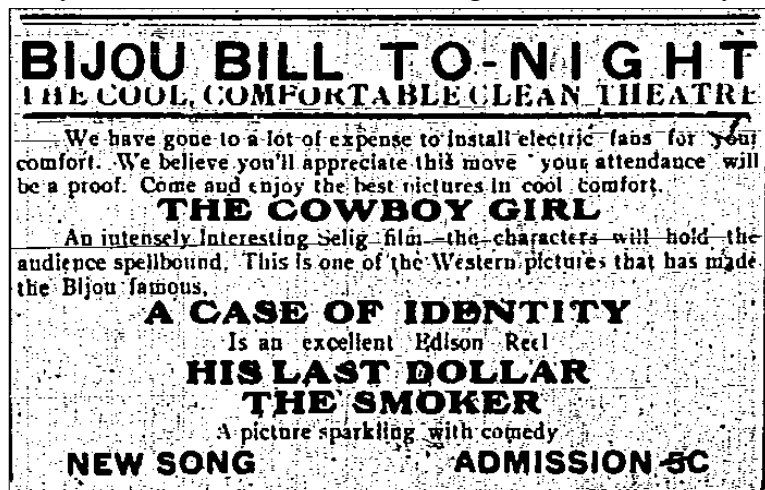 BIJOU BILL TO-NIGHT
THE COOL, COMFORTABLE CLEAN THEATRE
We have gone to a lot of expense to install electric fans for your
comfort. We believe you'll appreciate this move your attendance will
be a proof. Come and enjoy the best pictures in cool comfort.
THE COWBOY GIRL
An intensely interesting Selig film—the characters will hold the
audience spellbound. This is one of the Western pictures that has made
the Bijou famous.
A CASE OF IDENTITY
Is an excellent Edison Reel
HIS LAST DOLLAR
THE SMOKER
A picture sparkling with comedy
NEW SONG ADMISSION 5C